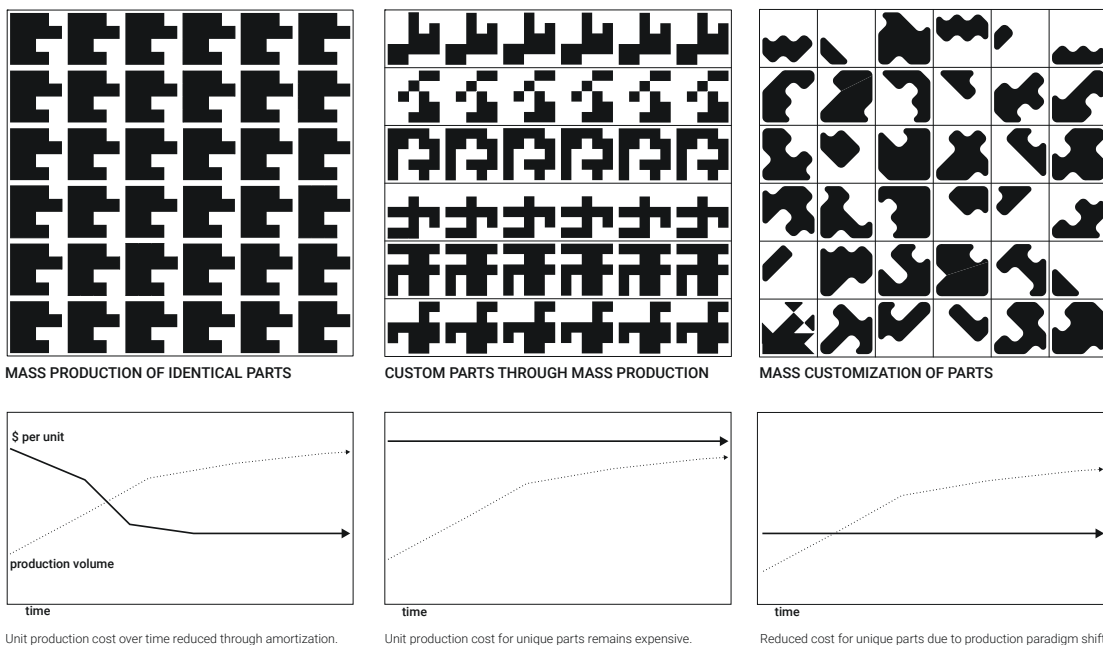 MASS PRODUCTION OF IDENTICAL PARTS
CUSTOM PARTS THROUGH MASS PRODUCTION
MASS CUSTOMIZATION OF PARTS
$ per unit
production volume
time
time
time
Unit production cost over time reduced through amortization.
Unit production cost for unique parts remains expensive.
Reduced cost for unique parts due to production paradigm shift